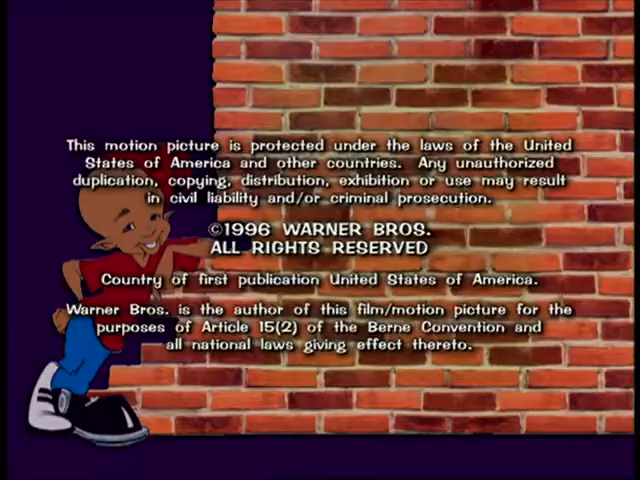 This motion picture is protected under the laws of the United
States of America and other countries. Any unauthorized
duplication, copying, distribution, exhibition or use may result
in civil liability and/or criminal prosecution.
©1996 WARNER BROS.
ALL RIGHTS RESERVED
Country of first publication United States of America.
Warner Bros. is the author of this film/motion picture for the
purposes of Article 15(2) of the Berne Convention and
all national laws giving effect thereto.